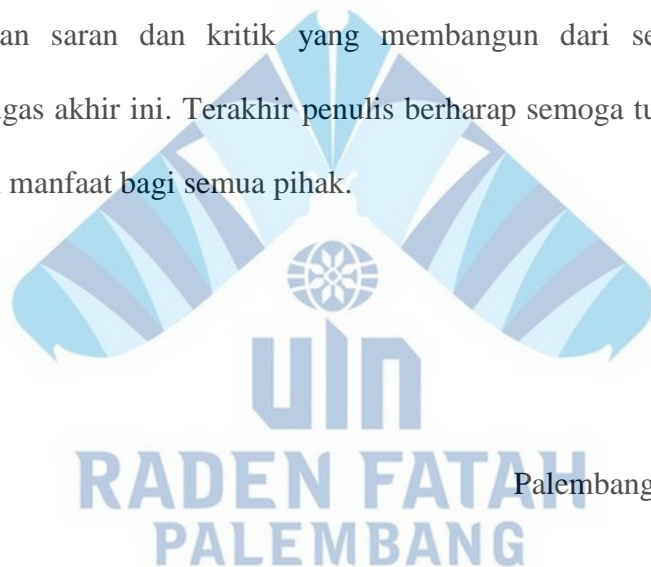 an saran dan kritik yang membangun dari se
gas akhir ini. Terakhir penulis berharap semoga tu
manfaat bagi semua pihak.
uin
RADEN FATAH
Palembang
PALEMBANG